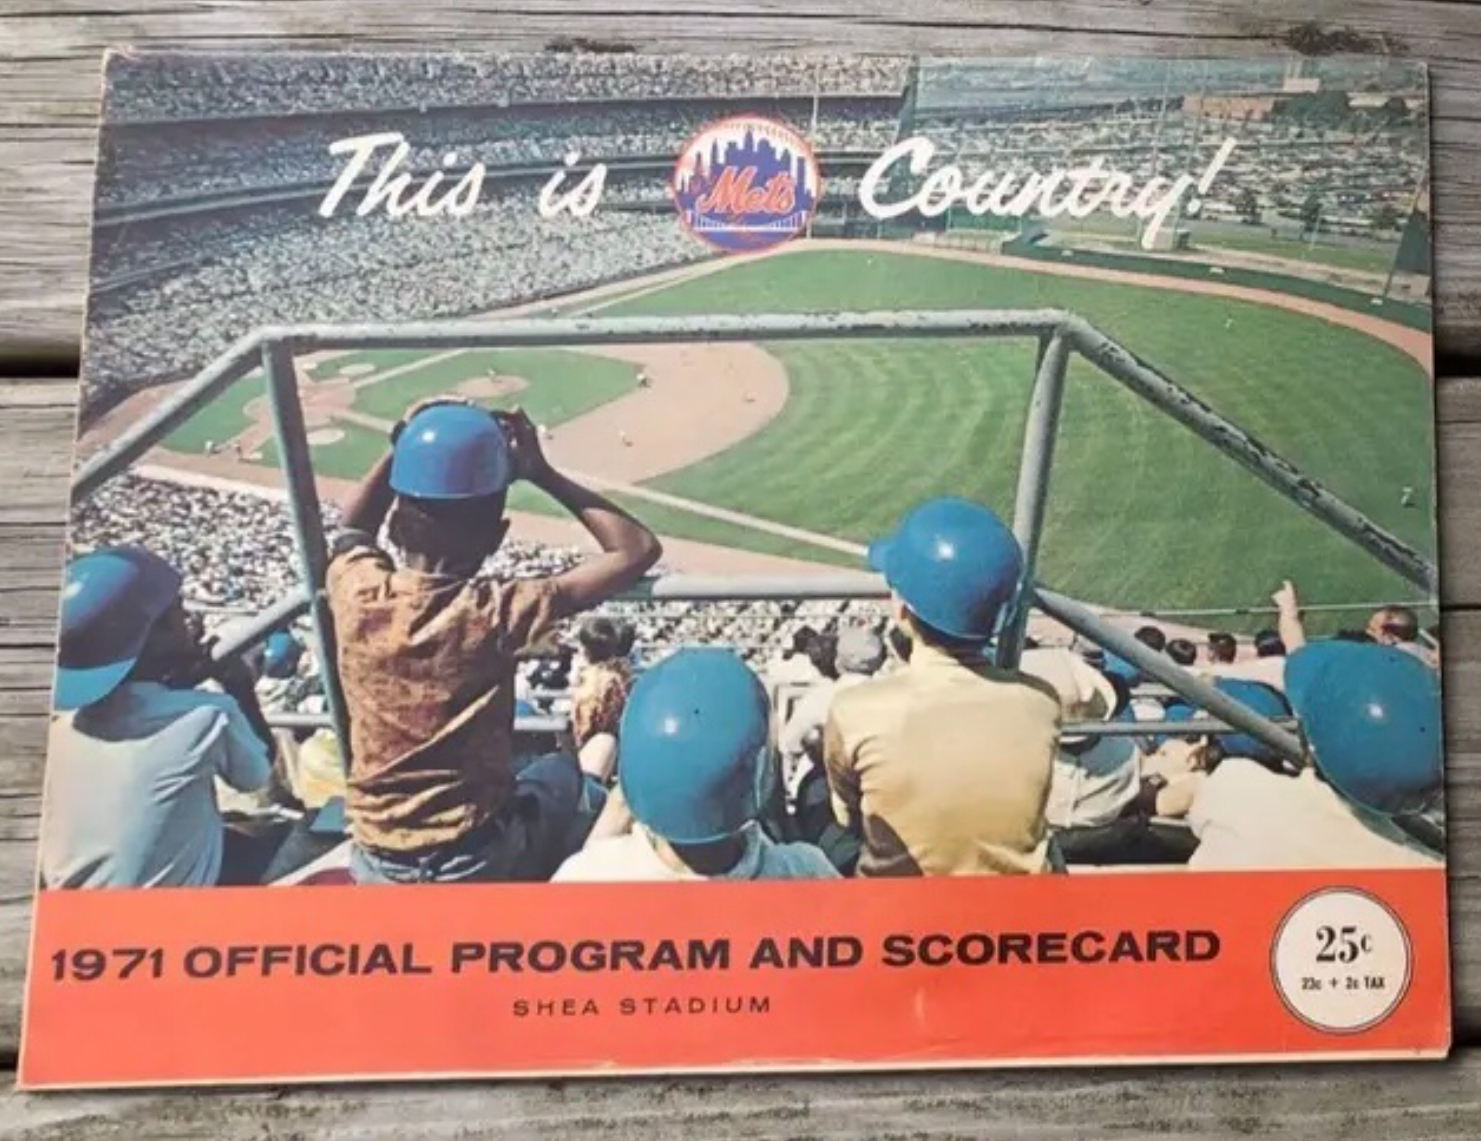 This is Mets Country!
1971 OFFICIAL PROGRAM AND SCORECARD
SHEA STADIUM
25¢
23¢ + 2¢ TAX